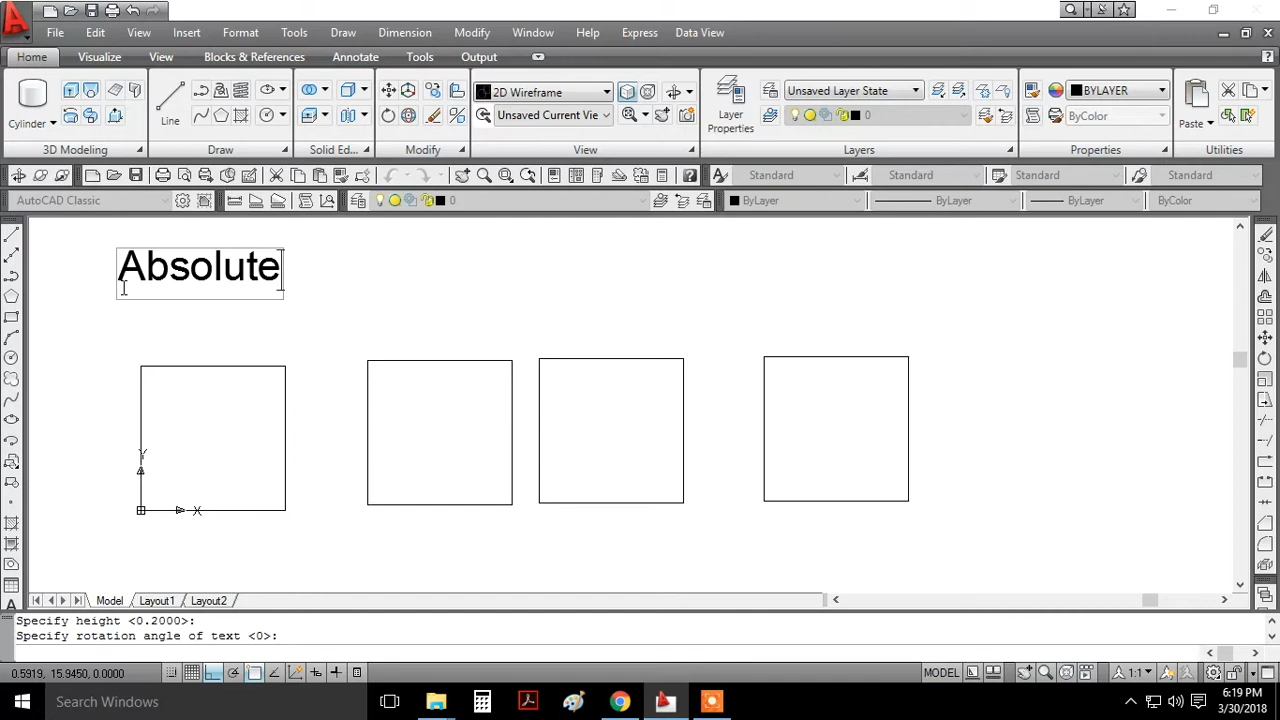 File Edit View Insert Format Tools Draw Dimension Modify Window Help Express Data View
Home Visualize View Blocks & References Annotate Tools Output
2D Wireframe Unsaved Layer State BYLAYER
Cylinder Line Unsaved Current Vie Layer Properties 0 ByColor Paste
3D Modeling Draw Solid Ed... Modify View Layers Properties Utilities
Standard Standard Standard Standard
AutoCAD Classic 0 ByLayer ByLayer ByLayer ByColor
Absolute
Y
X
Model Layout1 Layout2
Specify height <0.2000>:
Specify rotation angle of text <0>:
0.5919, 15.9450, 0.0000 MODEL 1:1
Search Windows
6:19 PM
3/30/2018